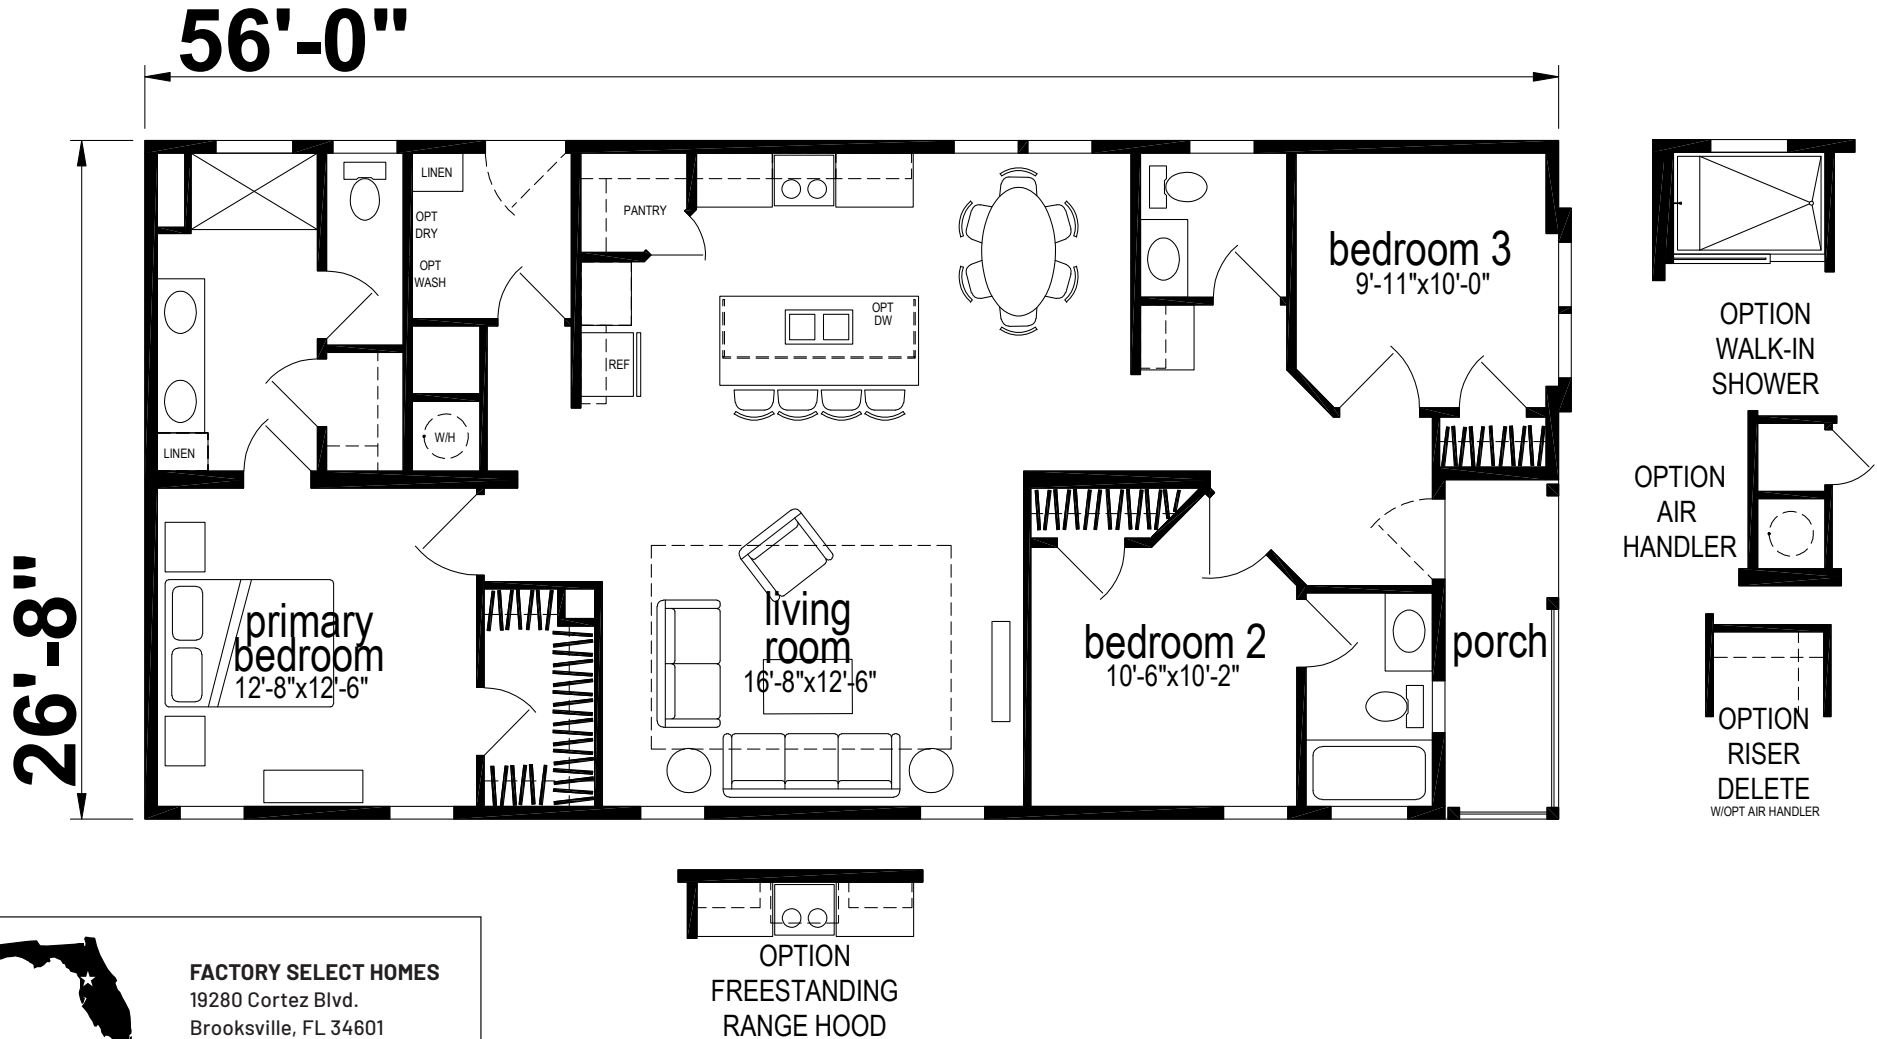 56'-0"
26'-8"
LINEN
OPT
DRY
OPT
WASH
PANTRY
REF
OPT
DW
W/H
LINEN
bedroom 3
9'-11"x10'-0"
primary
bedroom
12'-8"x12'-6"
living
room
16'-8"x12'-6"
bedroom 2
10'-6"x10'-2"
porch
OPTION
WALK-IN
SHOWER
OPTION
AIR
HANDLER
OPTION
RISER
DELETE
W/OPT AIR HANDLER
OPTION
FREESTANDING
RANGE HOOD
FACTORY SELECT HOMES
19280 Cortez Blvd.
Brooksville, FL 34601